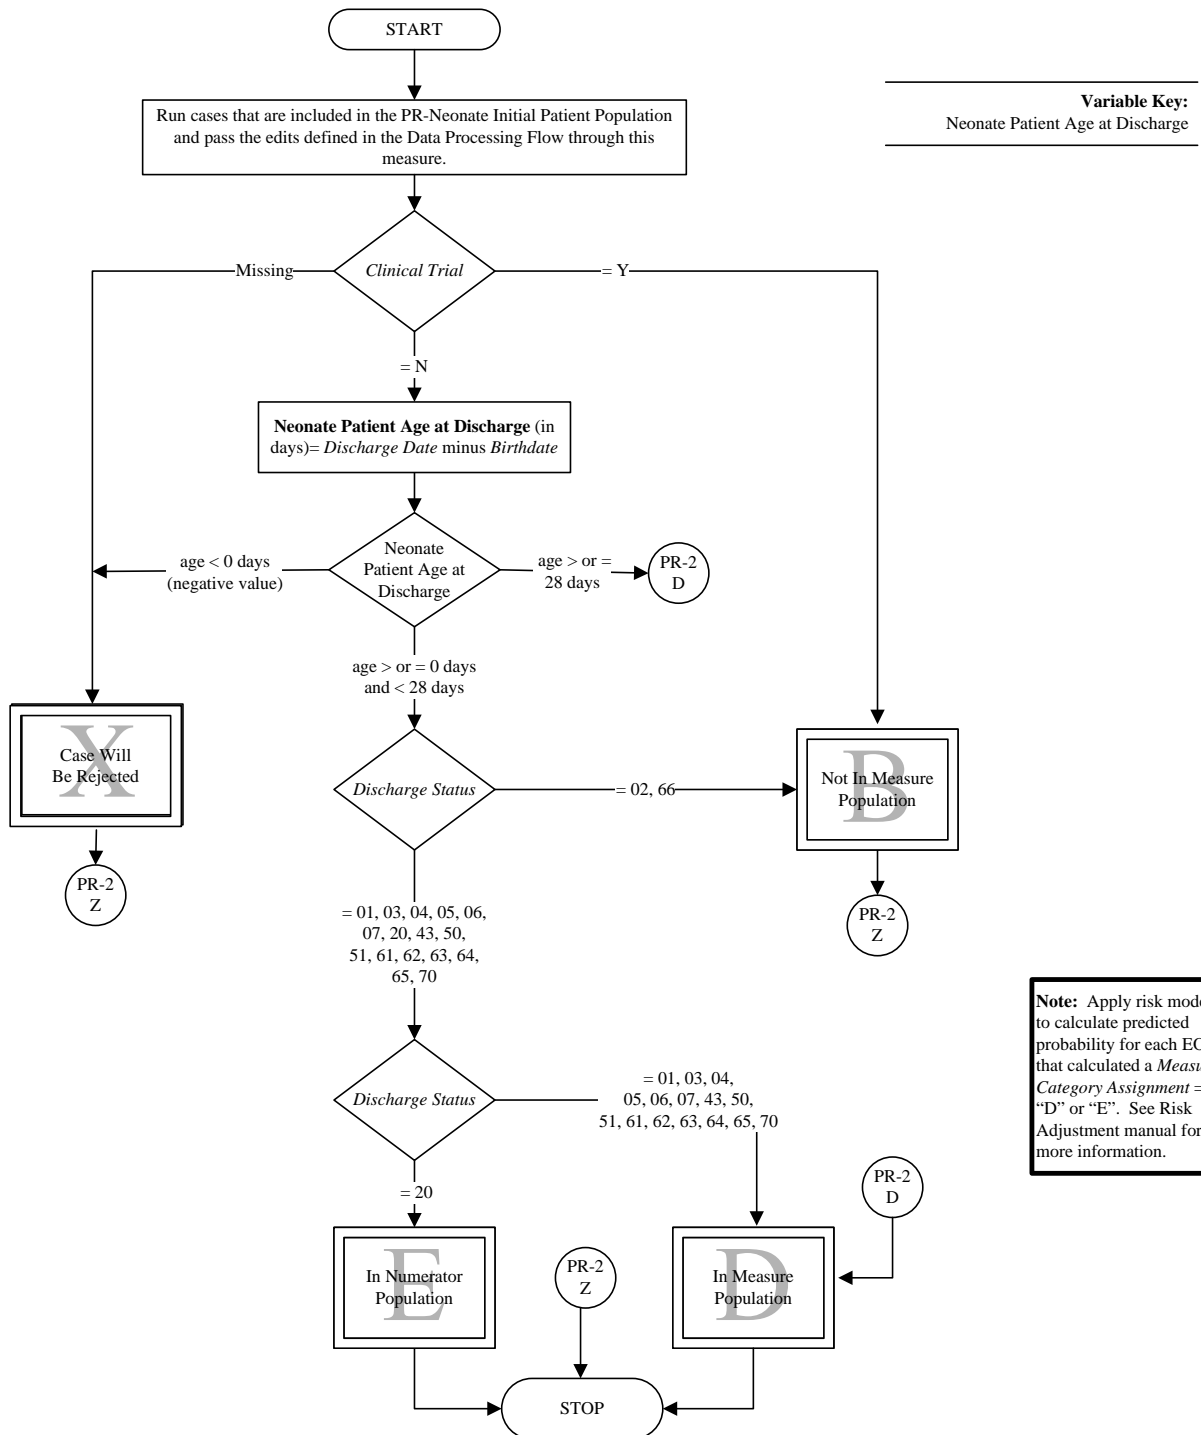 START
Run cases that are included in the PR-Neonate Initial Patient Population
and pass the edits defined in the Data Processing Flow through this
measure.
Variable Key:
Neonate Patient Age at Discharge
Missing
Clinical Trial
= Y
= N
Neonate Patient Age at Discharge (in
days)= Discharge Date minus Birthdate
age < 0 days
(negative value)
Neonate
Patient Age at
Discharge
age > or =
28 days
PR-2
D
age > or = 0 days
and < 28 days
X
Case Will
Be Rejected
Discharge Status
= 02, 66
B
Not In Measure
Population
PR-2
Z
PR-2
Z
= 01, 03, 04, 05, 06,
07, 20, 43, 50,
51, 61, 62, 63, 64,
65, 70
Note: Apply risk
to calculate predicted
probability for each
that calculated a
Category Assignment =
“D” or “E”. See Risk
Adjustment manual for
more information.
Discharge Status
= 01, 03, 04,
05, 06, 07, 43, 50,
51, 61, 62, 63, 64, 65, 70
= 20
PR-2
D
E
In Numerator
Population
PR-2
Z
D
In Measure
Population
STOP